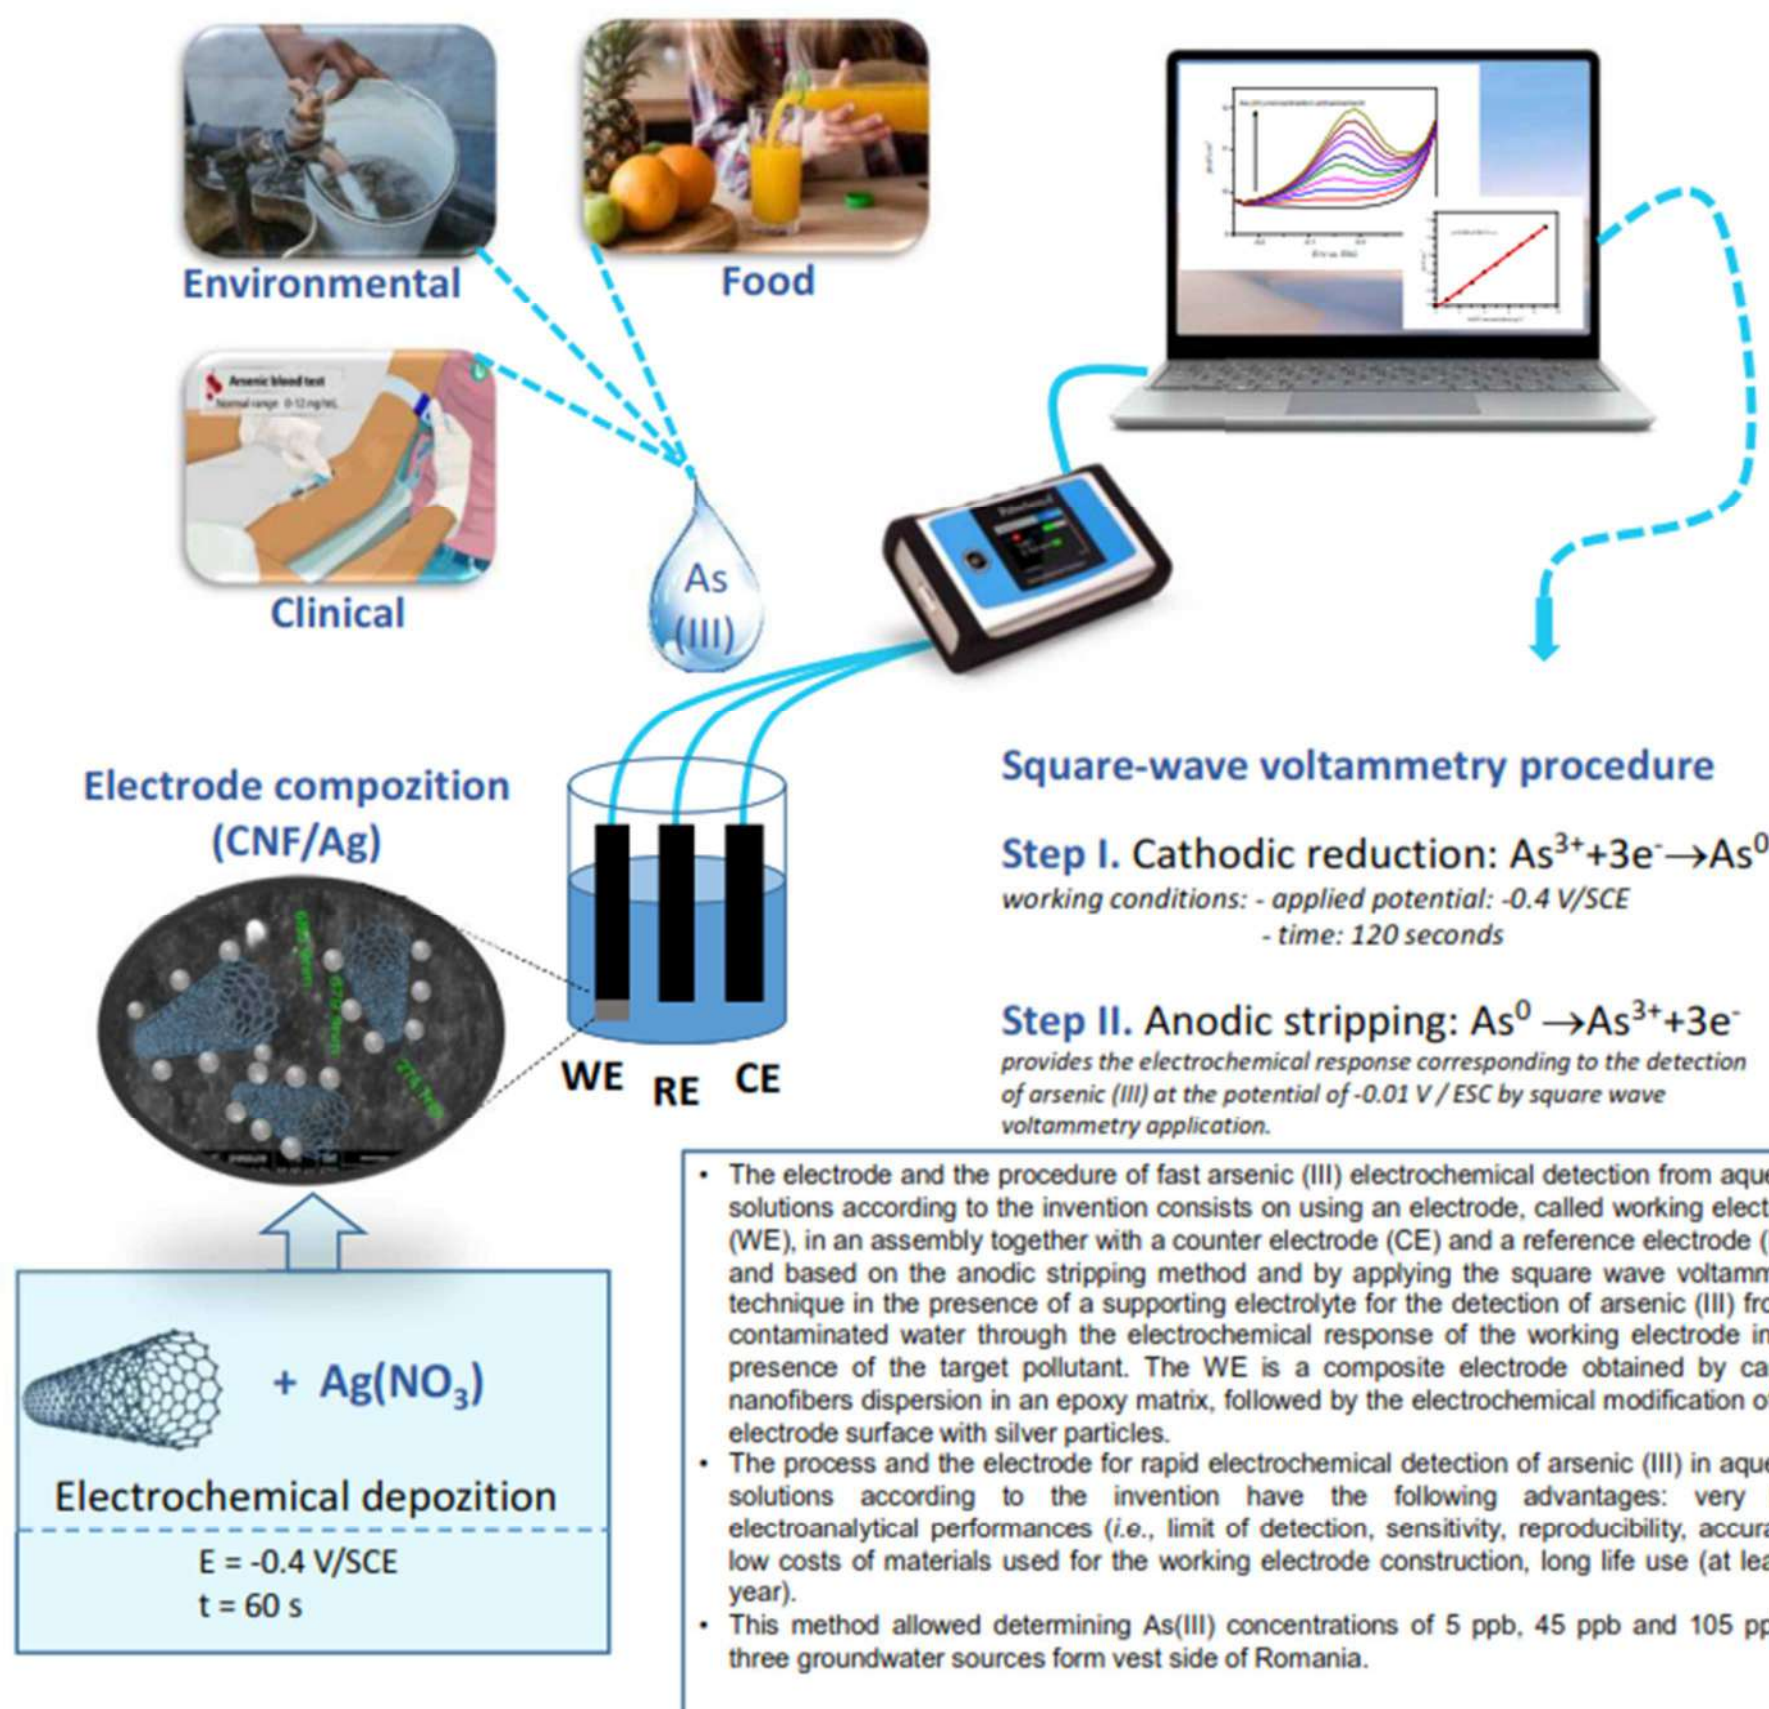 Environmental
Food
Arsenic blood test
Normal range 0-12 ng/mL
Clinical
As
(III)
Electrode compozition
(CNF/Ag)
WE
RE
CE
+ Ag(NO₃)
Electrochemical depozition
E = -0.4 V/SCE
t = 60 s
Square-wave voltammetry procedure
Step I. Cathodic reduction: As³⁺+3e⁻→As⁰
working conditions: - applied potential: -0.4 V/SCE
- time: 120 seconds
Step II. Anodic stripping: As⁰ →As³⁺+3e⁻
provides the electrochemical response corresponding to the detection
of arsenic (III) at the potential of -0.01 V / ESC by square wave
voltammetry application.
• The electrode and the procedure of fast arsenic (III) electrochemical detection from aque
solutions according to the invention consists on using an electrode, called working elect
(WE), in an assembly together with a counter electrode (CE) and a reference electrode (
and based on the anodic stripping method and by applying the square wave voltamm
technique in the presence of a supporting electrolyte for the detection of arsenic (III) fro
contaminated water through the electrochemical response of the working electrode in
presence of the target pollutant. The WE is a composite electrode obtained by ca
nanofibers dispersion in an epoxy matrix, followed by the electrochemical modification of
electrode surface with silver particles.
• The process and the electrode for rapid electrochemical detection of arsenic (III) in aque
solutions according to the invention have the following advantages: very
electroanalytical performances (i.e., limit of detection, sensitivity, reproducibility, accura
low costs of materials used for the working electrode construction, long life use (at lea
year).
• This method allowed determining As(III) concentrations of 5 ppb, 45 ppb and 105 pp
three groundwater sources form vest side of Romania.